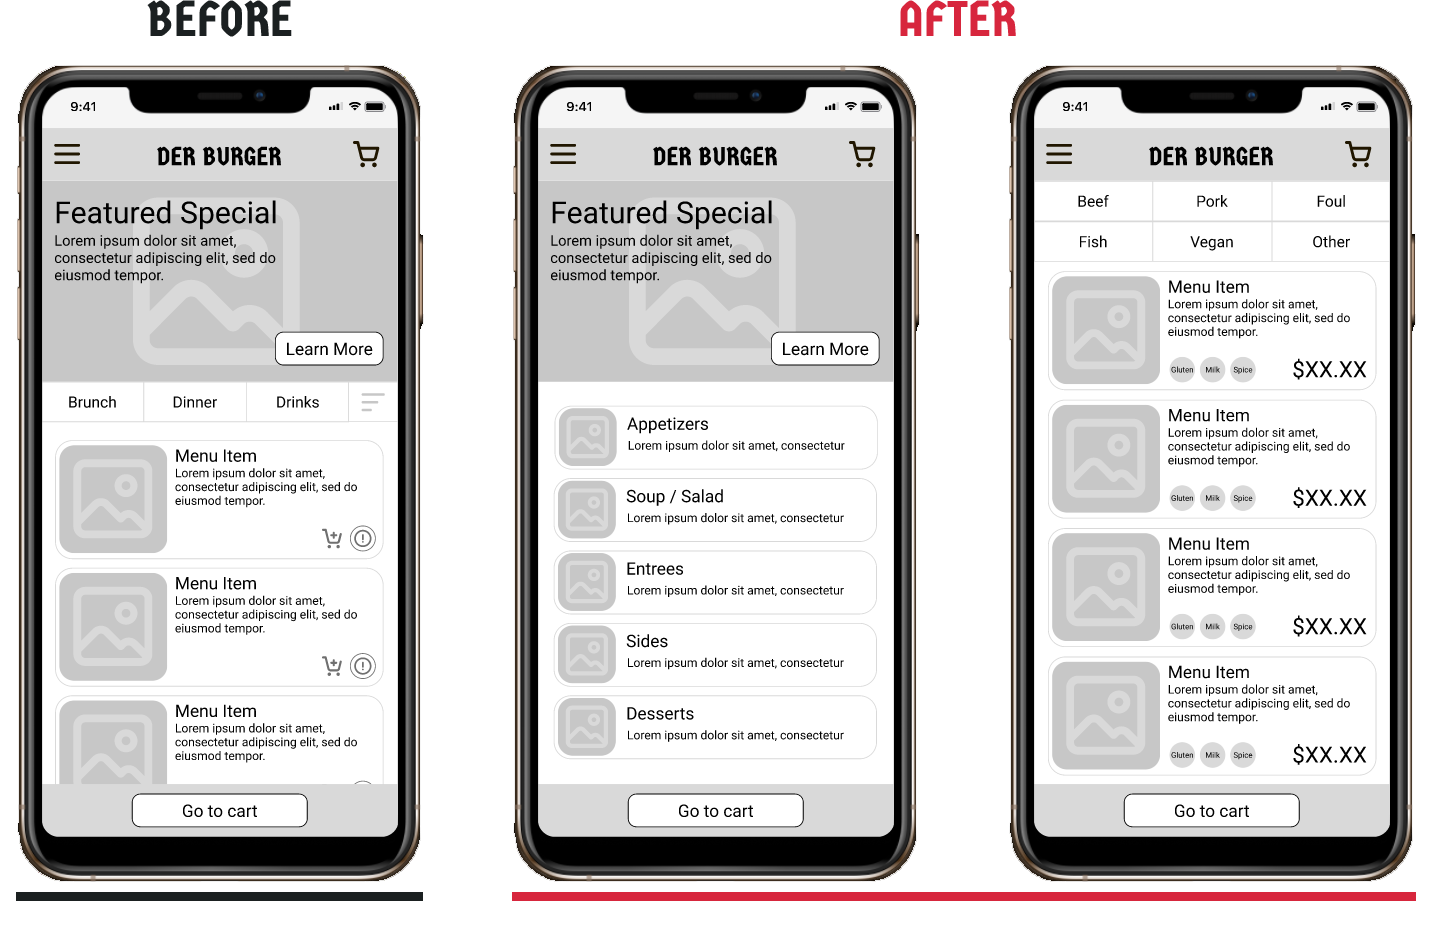 BEFORE
AFTER
9:41
DER BURGER
Featured Special
Lorem ipsum dolor sit amet,
consectetur adipiscing elit, sed do
eiusmod tempor.
Learn More
Brunch
Dinner
Drinks
Menu Item
Lorem ipsum dolor sit amet,
consectetur adipiscing elit, sed do
eiusmod tempor.
Menu Item
Lorem ipsum dolor sit amet,
consectetur adipiscing elit, sed do
eiusmod tempor.
Menu Item
Lorem ipsum dolor sit amet,
consectetur adipiscing elit, sed do
eiusmod tempor.
Go to cart
9:41
DER BURGER
Featured Special
Lorem ipsum dolor sit amet,
consectetur adipiscing elit, sed do
eiusmod tempor.
Learn More
Appetizers
Lorem ipsum dolor sit amet, consectetur
Soup / Salad
Lorem ipsum dolor sit amet, consectetur
Entrees
Lorem ipsum dolor sit amet, consectetur
Sides
Lorem ipsum dolor sit amet, consectetur
Desserts
Lorem ipsum dolor sit amet, consectetur
Go to cart
9:41
DER BURGER
Beef
Pork
Foul
Fish
Vegan
Other
Menu Item
Lorem ipsum dolor sit amet,
consectetur adipiscing elit, sed do
eiusmod tempor.
Gluten Milk Spice $XX.XX
Menu Item
Lorem ipsum dolor sit amet,
consectetur adipiscing elit, sed do
eiusmod tempor.
Gluten Milk Spice $XX.XX
Menu Item
Lorem ipsum dolor sit amet,
consectetur adipiscing elit, sed do
eiusmod tempor.
Gluten Milk Spice $XX.XX
Menu Item
Lorem ipsum dolor sit amet,
consectetur adipiscing elit, sed do
eiusmod tempor.
Gluten Milk Spice $XX.XX
Go to cart